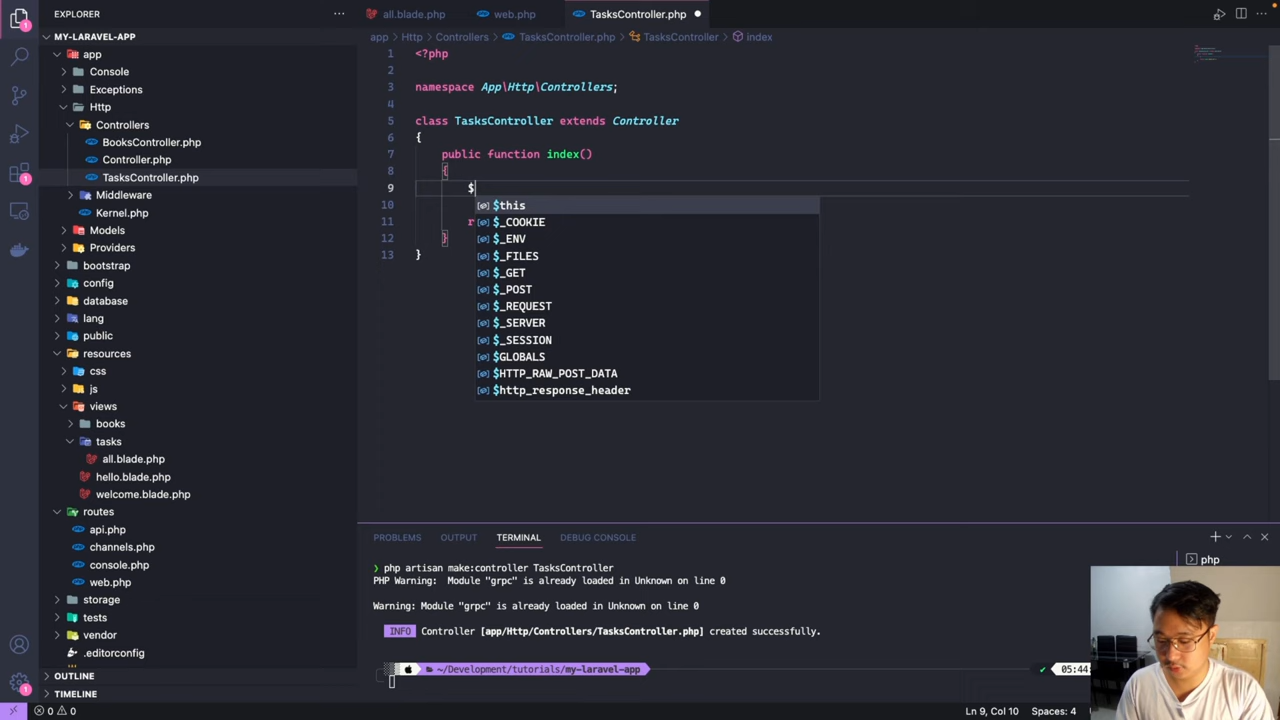 EXPLORER
all.blade.php
web.php
TasksController.php
MY-LARAVEL-APP
app
Console
Exceptions
Http
Controllers
BooksController.php
Controller.php
TasksController.php
Middleware
Kernel.php
Models
Providers
bootstrap
config
database
lang
public
resources
css
js
views
books
tasks
all.blade.php
hello.blade.php
welcome.blade.php
routes
api.php
channels.php
console.php
web.php
storage
tests
vendor
.editorconfig
OUTLINE
TIMELINE
app > Http > Controllers > TasksController.php > TasksController > index
1 <?php
2
3 namespace App\Http\Controllers;
4
5 class TasksController extends Controller
6 {
7 public function index()
8 {
9 $
10
11 r
12 }
13 }
$this
$_COOKIE
$_ENV
$_FILES
$_GET
$_POST
$_REQUEST
$_SERVER
$_SESSION
$GLOBALS
$HTTP_RAW_POST_DATA
$http_response_header
PROBLEMS OUTPUT TERMINAL DEBUG CONSOLE
php
❯ php artisan make:controller TasksController
PHP Warning: Module "grpc" is already loaded in Unknown on line 0
Warning: Module "grpc" is already loaded in Unknown on line 0
INFO Controller [app/Http/Controllers/TasksController.php] created successfully.
~/Development/tutorials/my-laravel-app
✔ 05:44:
0 0
Ln 9, Col 10 Spaces: 4
1
1
1